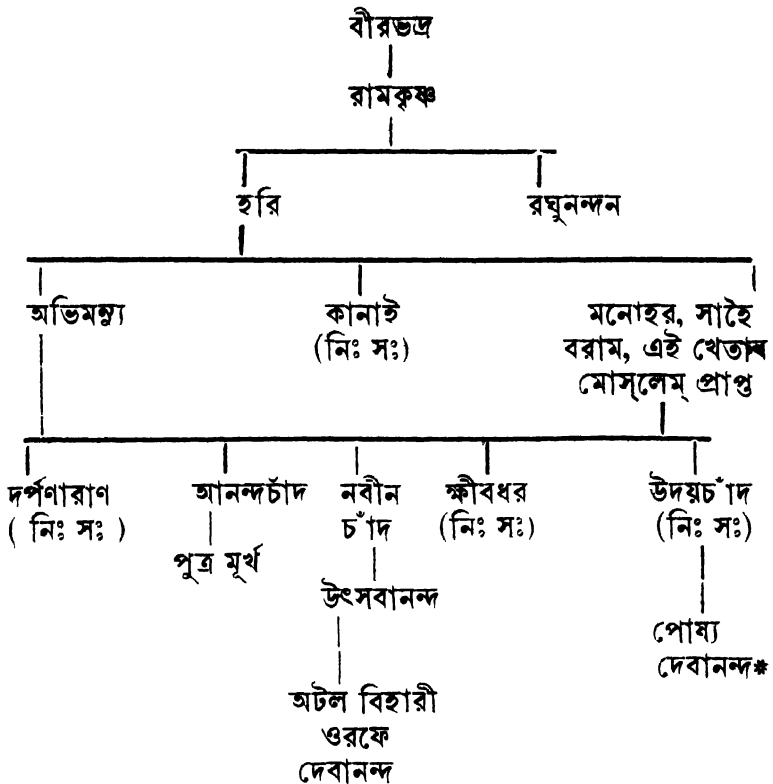 বীরভদ্র
রামকৃষ্ণ
হরি রঘুনন্দন
অভিমন্যু কানাই মনোহর, সাহৈ
(নিঃ সঃ) বরাম, এই খেতাব
মোস্‌লেম্ প্রাপ্ত
দর্পণারাণ আনন্দচাঁদ নবীন ক্ষীবধর উদয়চাঁদ
( নিঃ সঃ ) চাঁদ (নিঃ সঃ) (নিঃ সঃ)
পুত্র মূর্খ
উৎসবানন্দ
পোষ্য
দেবানন্দ*
অটল বিহারী
ওরফে
দেবানন্দ